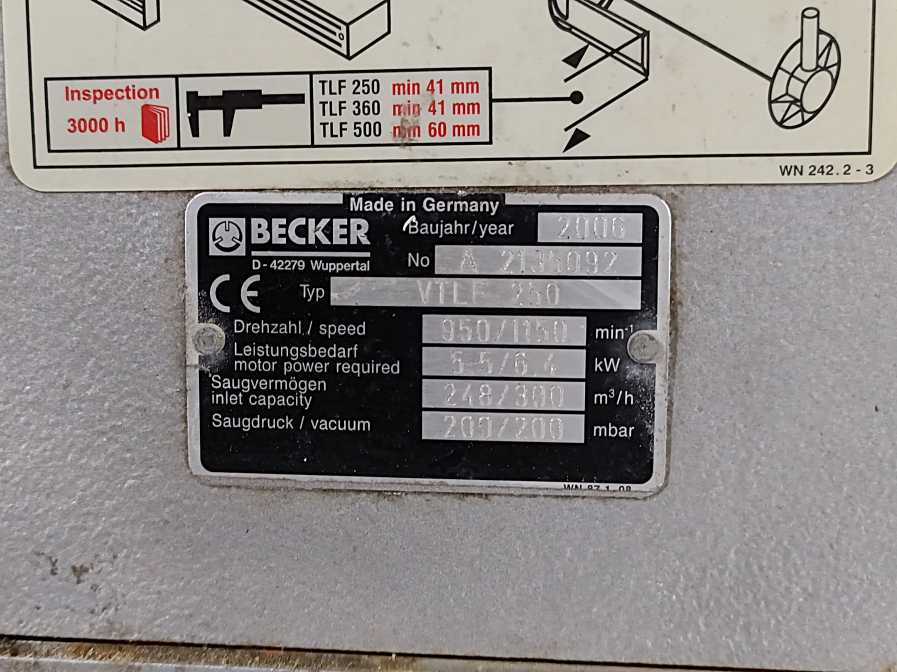 Inspection
3000 h
TLF 250 min 41 mm
TLF 360 min 41 mm
TLF 500 min 60 mm
WN 242.2-3
Made in Germany
BECKER
D-42279 Wuppertal
Baujahr/year 2006
No A 2135092
CE Typ VTLF 250
Drehzahl / speed 950/1150 min-1
Leistungsbedarf
motor power required 5.5/6.4 kW
Saugvermögen
inlet capacity 248/300 m³/h
Saugdruck / vacuum 200/200 mbar